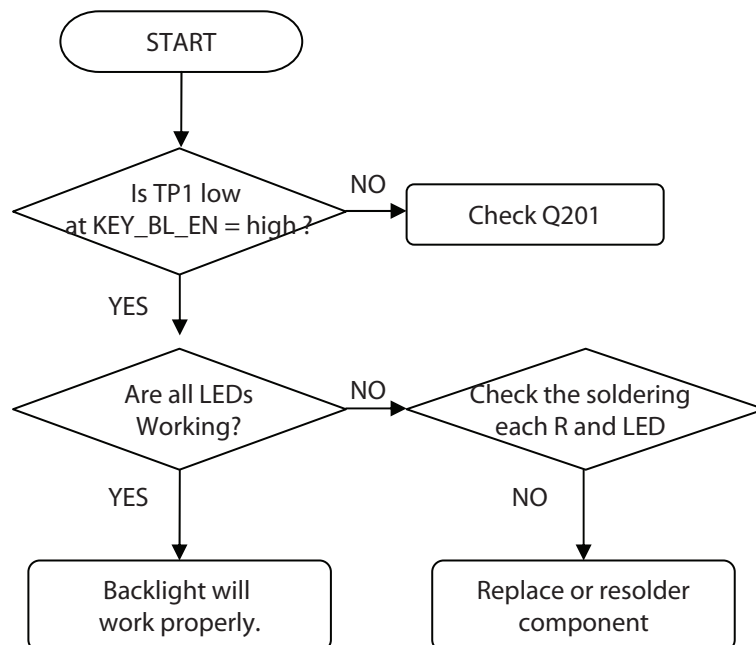 START
Is TP1 low
at KEY_BL_EN = high ?
NO
Check Q201
YES
Are all LEDs
Working?
NO
Check the soldering
each R and LED
YES
NO
Backlight will
work properly.
Replace or resolder
component